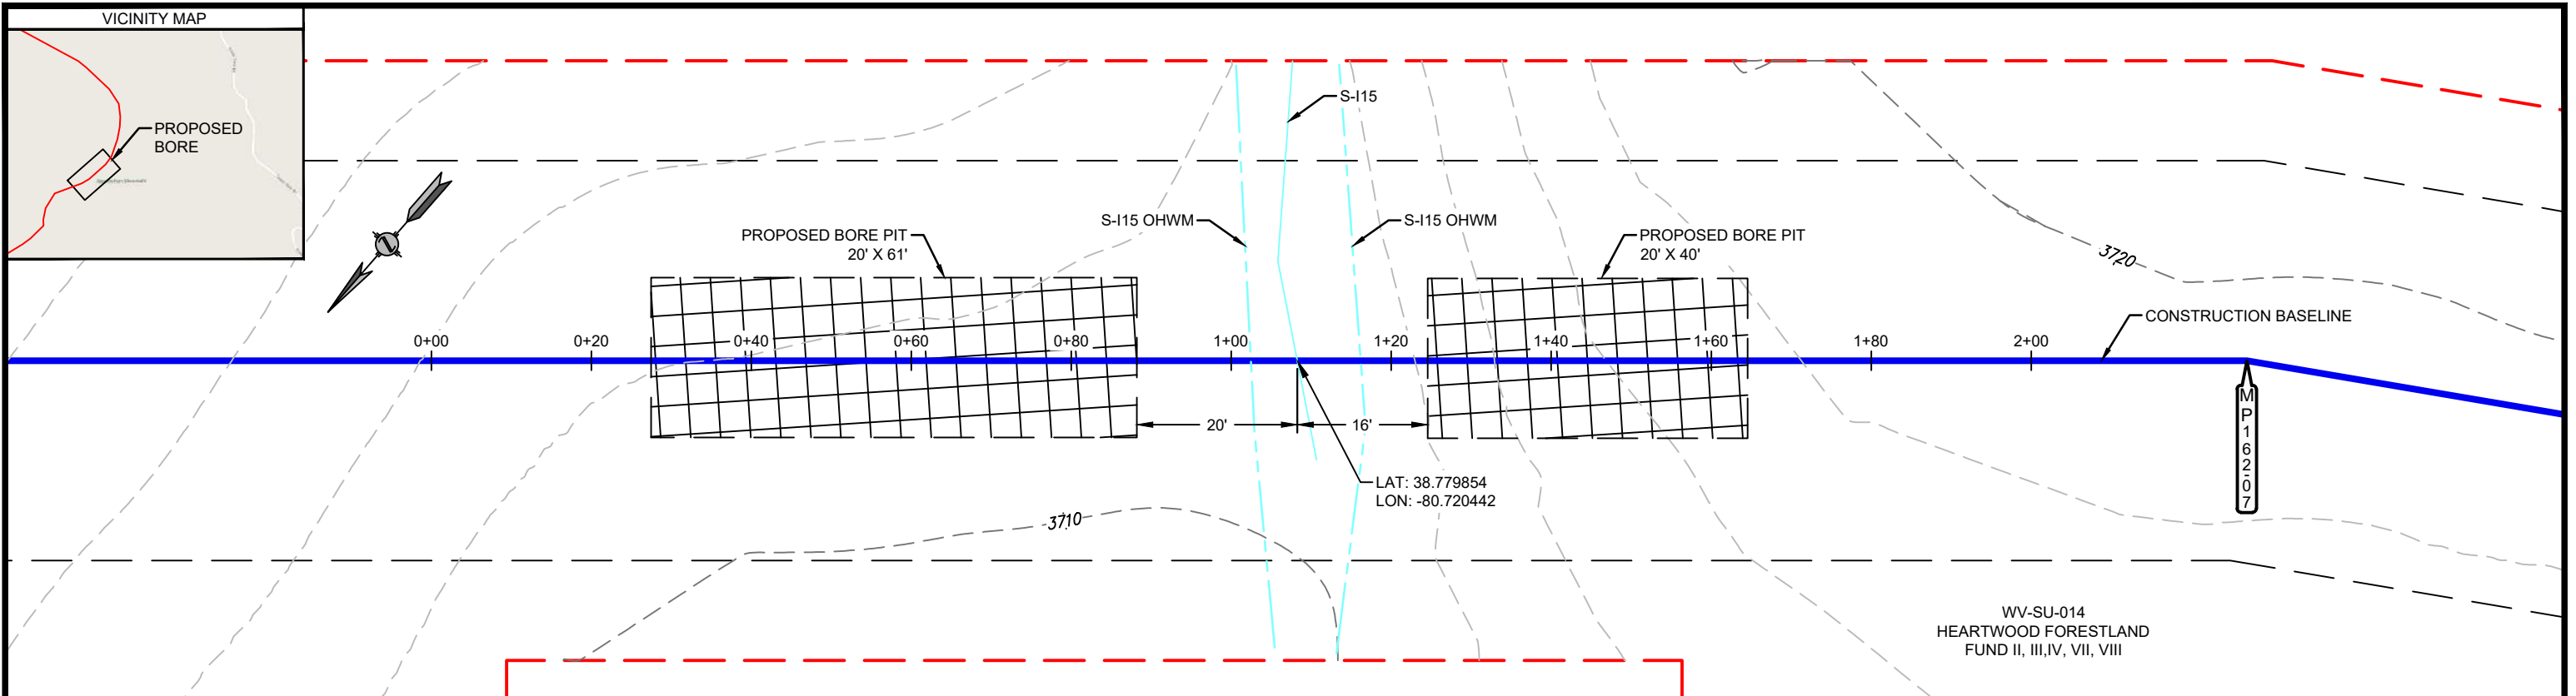 VICINITY MAP
PROPOSED
BORE
S-I15
S-I15 OHWM
S-I15 OHWM
PROPOSED BORE PIT
20' X 61'
PROPOSED BORE PIT
20' X 40'
3720
CONSTRUCTION BASELINE
0+00
0+20
0+40
0+60
0+80
1+00
1+20
1+40
1+60
1+80
2+00
MP162.07
20'
16'
LAT: 38.779854
LON: -80.720442
3710
WV-SU-014
HEARTWOOD FORESTLAND
FUND II, III,IV, VII, VIII